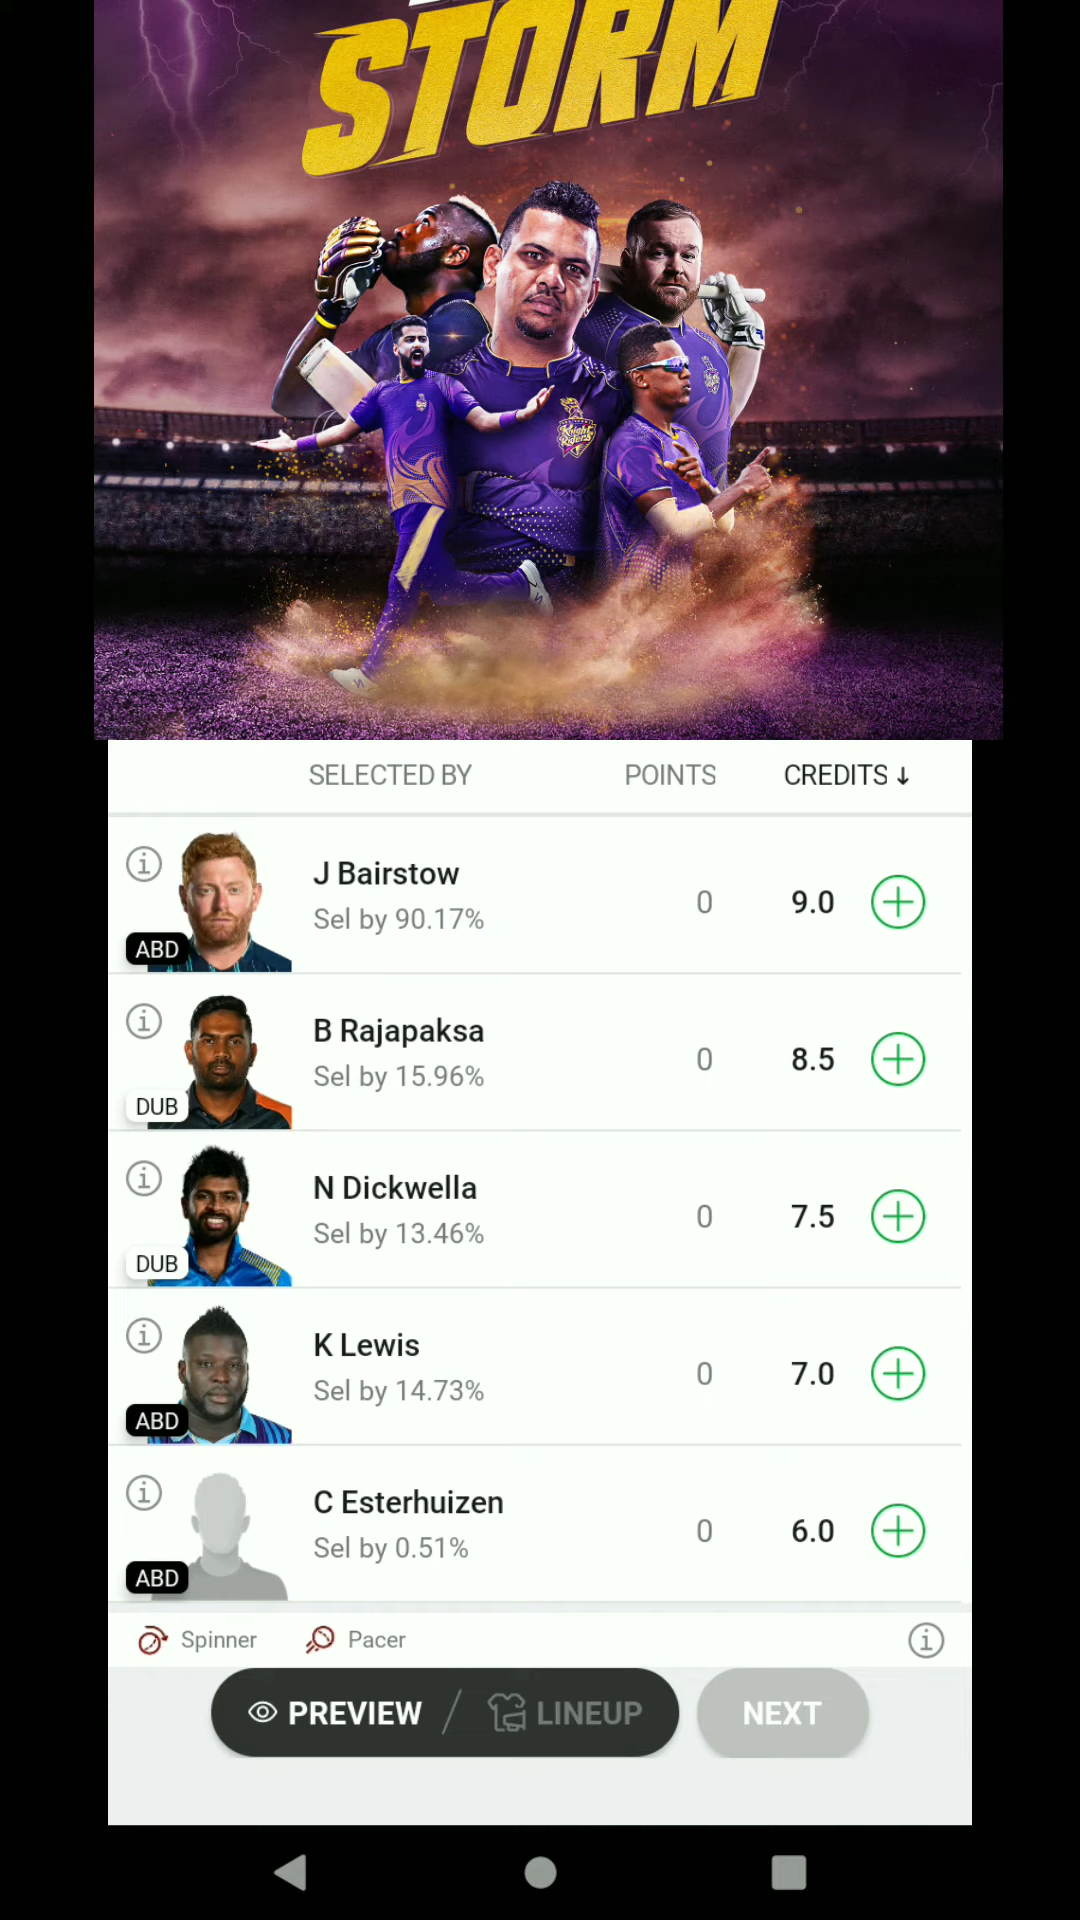 STORM
Knight
Riders
SELECTED BY POINTS CREDITS ↓
J Bairstow
Sel by 90.17% 0 9.0
ABD
B Rajapaksa
Sel by 15.96% 0 8.5
DUB
N Dickwella
Sel by 13.46% 0 7.5
DUB
K Lewis
Sel by 14.73% 0 7.0
ABD
C Esterhuizen
Sel by 0.51% 0 6.0
ABD
Spinner Pacer
PREVIEW / LINEUP NEXT